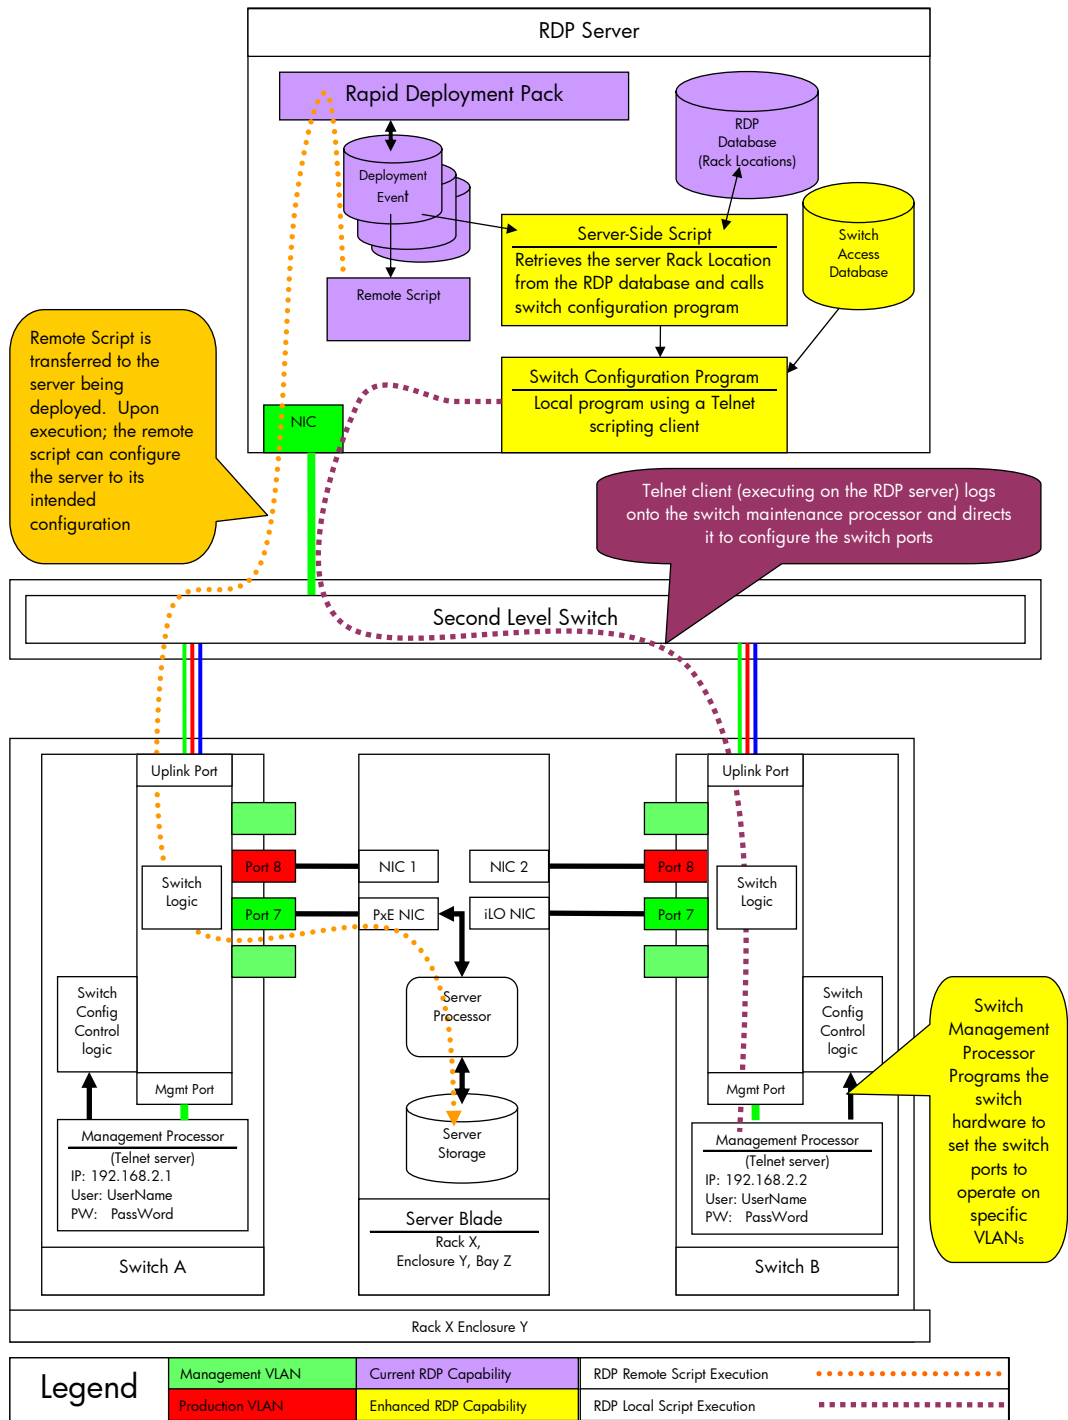 RDP Server
Rapid Deployment Pack
RDP
Database
(Rack Locations)
Deployment
Event
Switch
Access
Database
Server-Side Script
Retrieves the server Rack Location
from the RDP database and calls
switch configuration program
Remote Script
Switch Configuration Program
Local program using a Telnet
scripting client
NIC
Remote Script is
transferred to the
server being
deployed. Upon
execution; the remote
script can configure
the server to its
intended
configuration
Telnet client (executing on the RDP server) logs
onto the switch maintenance processor and directs
it to configure the switch ports
Second Level Switch
Uplink Port
Uplink Port
Port 8
NIC 1
NIC 2
Port 8
Switch
Logic
Switch
Logic
Port 7
PxE NIC
iLO NIC
Port 7
Switch
Config
Control
logic
Server
Processor
Switch
Config
Control
logic
Switch
Management
Processor
Programs the
switch
hardware to
set the switch
ports to
operate on
specific
VLANs
Mgmt Port
Mgmt Port
Server
Storage
Management Processor
(Telnet server)
IP: 192.168.2.1
User: UserName
PW: PassWord
Management Processor
(Telnet server)
IP: 192.168.2.2
User: UserName
PW: PassWord
Server Blade
Rack X,
Enclosure Y, Bay Z
Switch A
Switch B
Rack X Enclosure Y
Legend
Management VLAN
Current RDP Capability
RDP Remote Script Execution
Production VLAN
Enhanced RDP Capability
RDP Local Script Execution